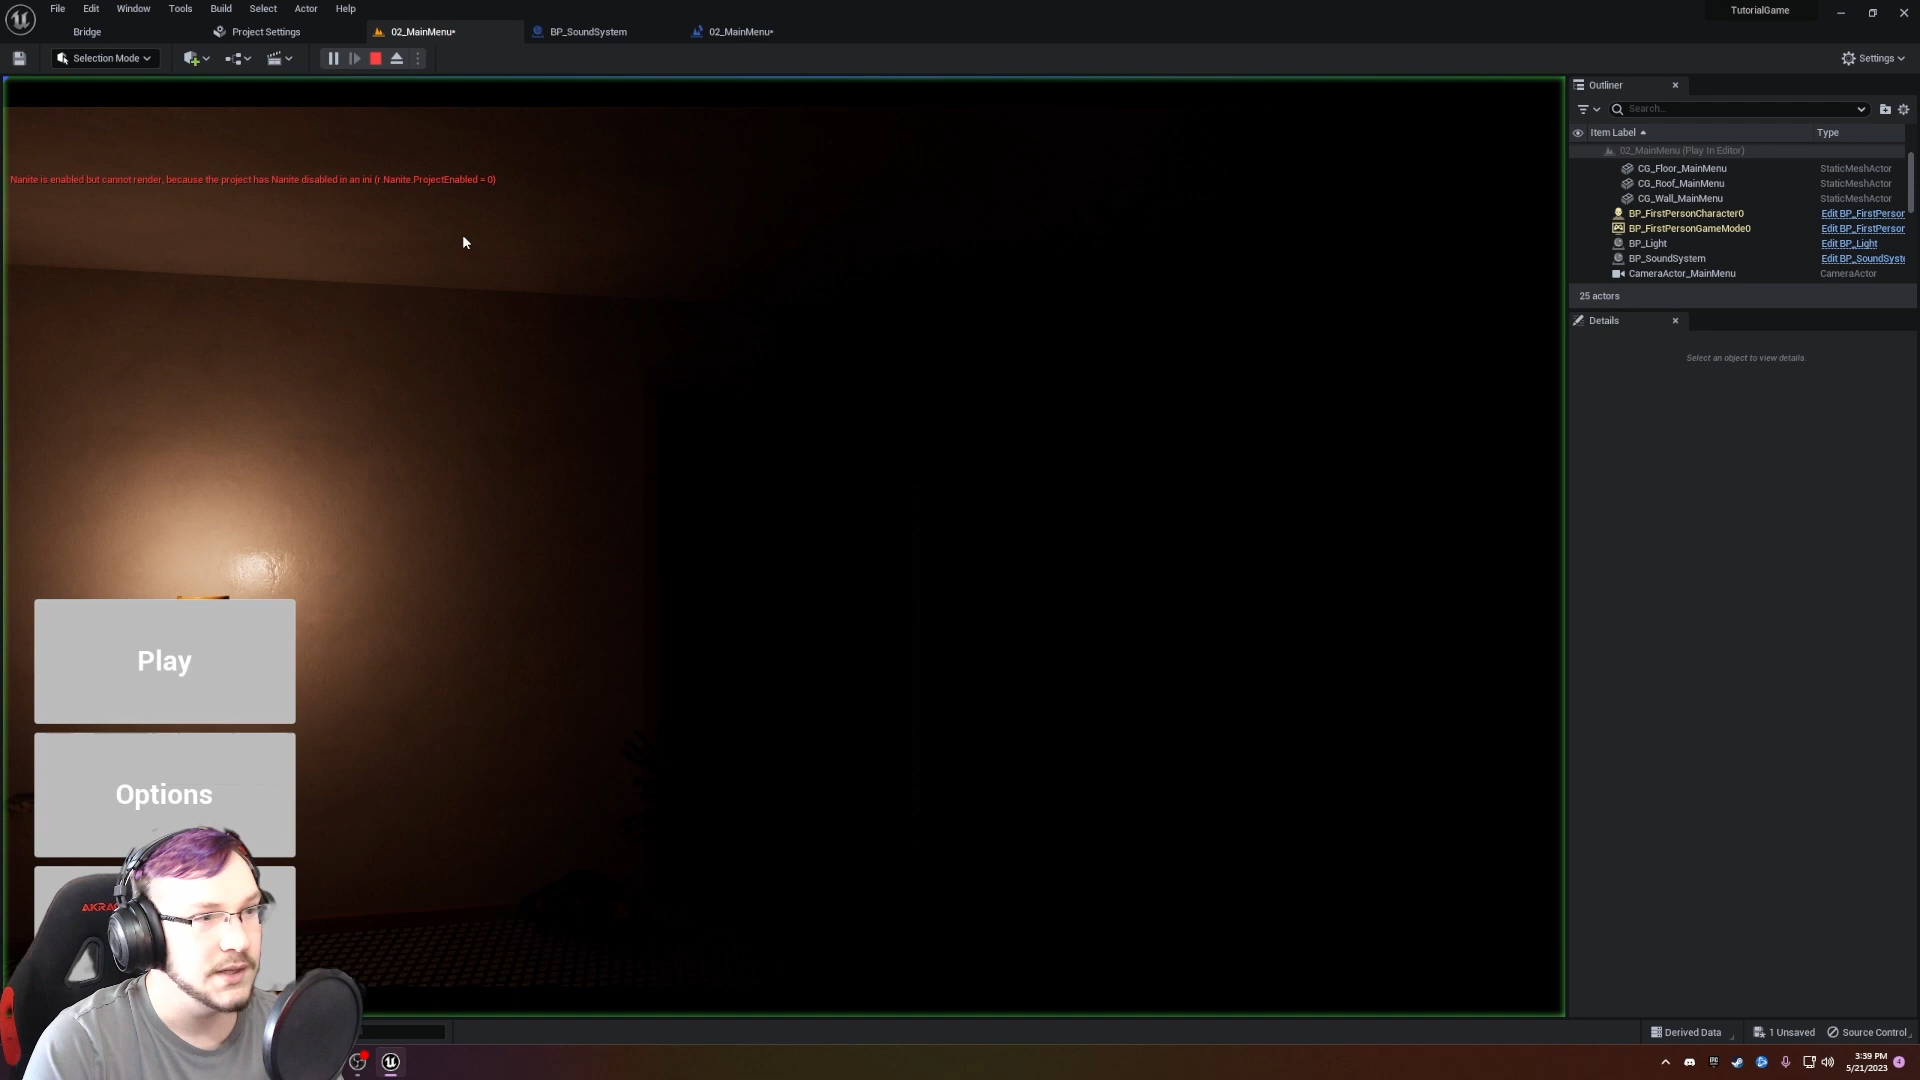 File Edit Window Tools Build Select Actor Help
TutorialGame
Bridge
Project Settings
02_MainMenu*
BP_SoundSystem
02_MainMenu*
Selection Mode
Settings
Outliner
Search...
Item Label
Type
02_MainMenu (Play In Editor)
CG_Floor_MainMenu StaticMeshActor
CG_Roof_MainMenu StaticMeshActor
CG_Wall_MainMenu StaticMeshActor
BP_FirstPersonCharacter0 Edit BP_FirstPerson
BP_FirstPersonGameMode0 Edit BP_FirstPerson
BP_Light Edit BP_Light
BP_SoundSystem Edit BP_SoundSyste
CameraActor_MainMenu CameraActor
25 actors
Details
Select an object to view details.
Nanite is enabled but cannot render, because the project has Nanite disabled in an ini (r.Nanite.ProjectEnabled = 0)
Play
Options
AKRA
Derived Data
1 Unsaved
Source Control
3:39 PM
5/21/2023
4